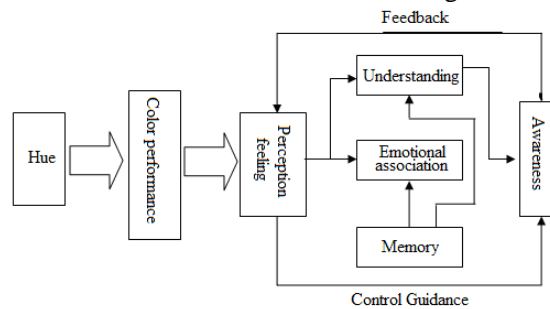 Feedback
Understanding
Hue
Color performance
Perception
feeling
Emotional
association
Awareness
Memory
Control Guidance